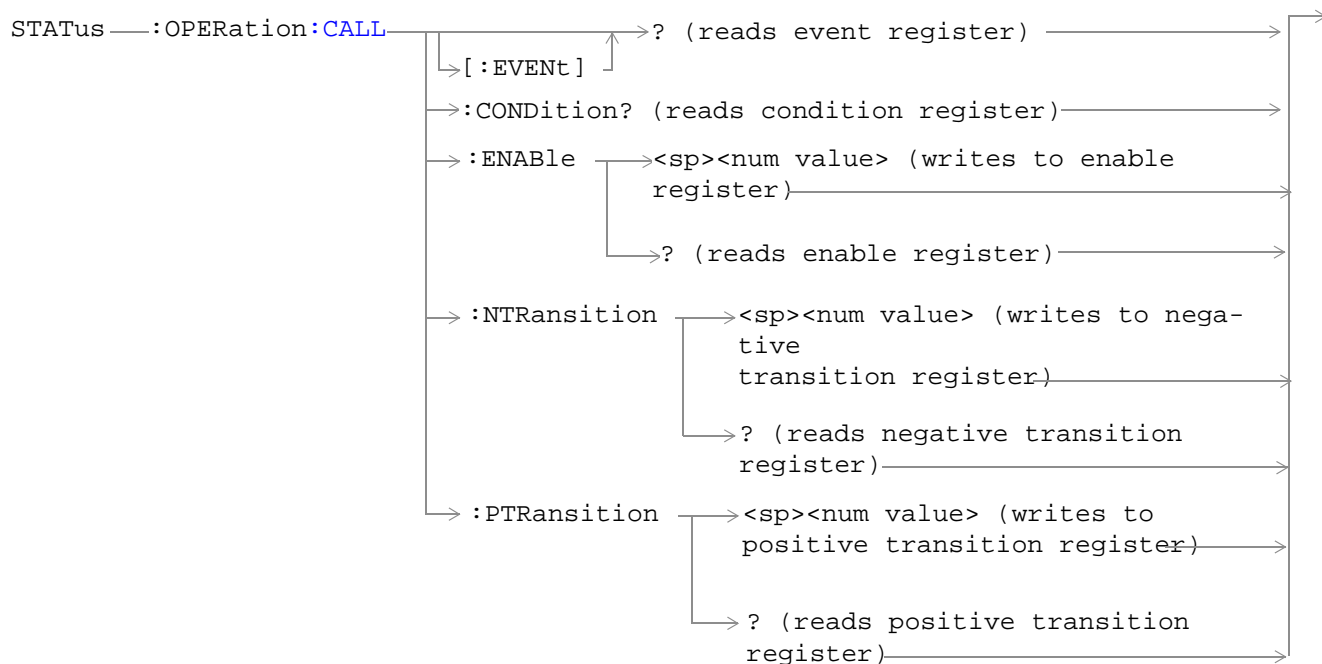 STATus :OPERation:CALL ? (reads event register)
[:EVENt]
:CONDition? (reads condition register)
:ENABle <sp><num value> (writes to enable
register)
? (reads enable register)
:NTRansition <sp><num value> (writes to nega-
tive
transition register)
? (reads negative transition
register)
:PTRansition <sp><num value> (writes to
positive transition register)
? (reads positive transition
register)